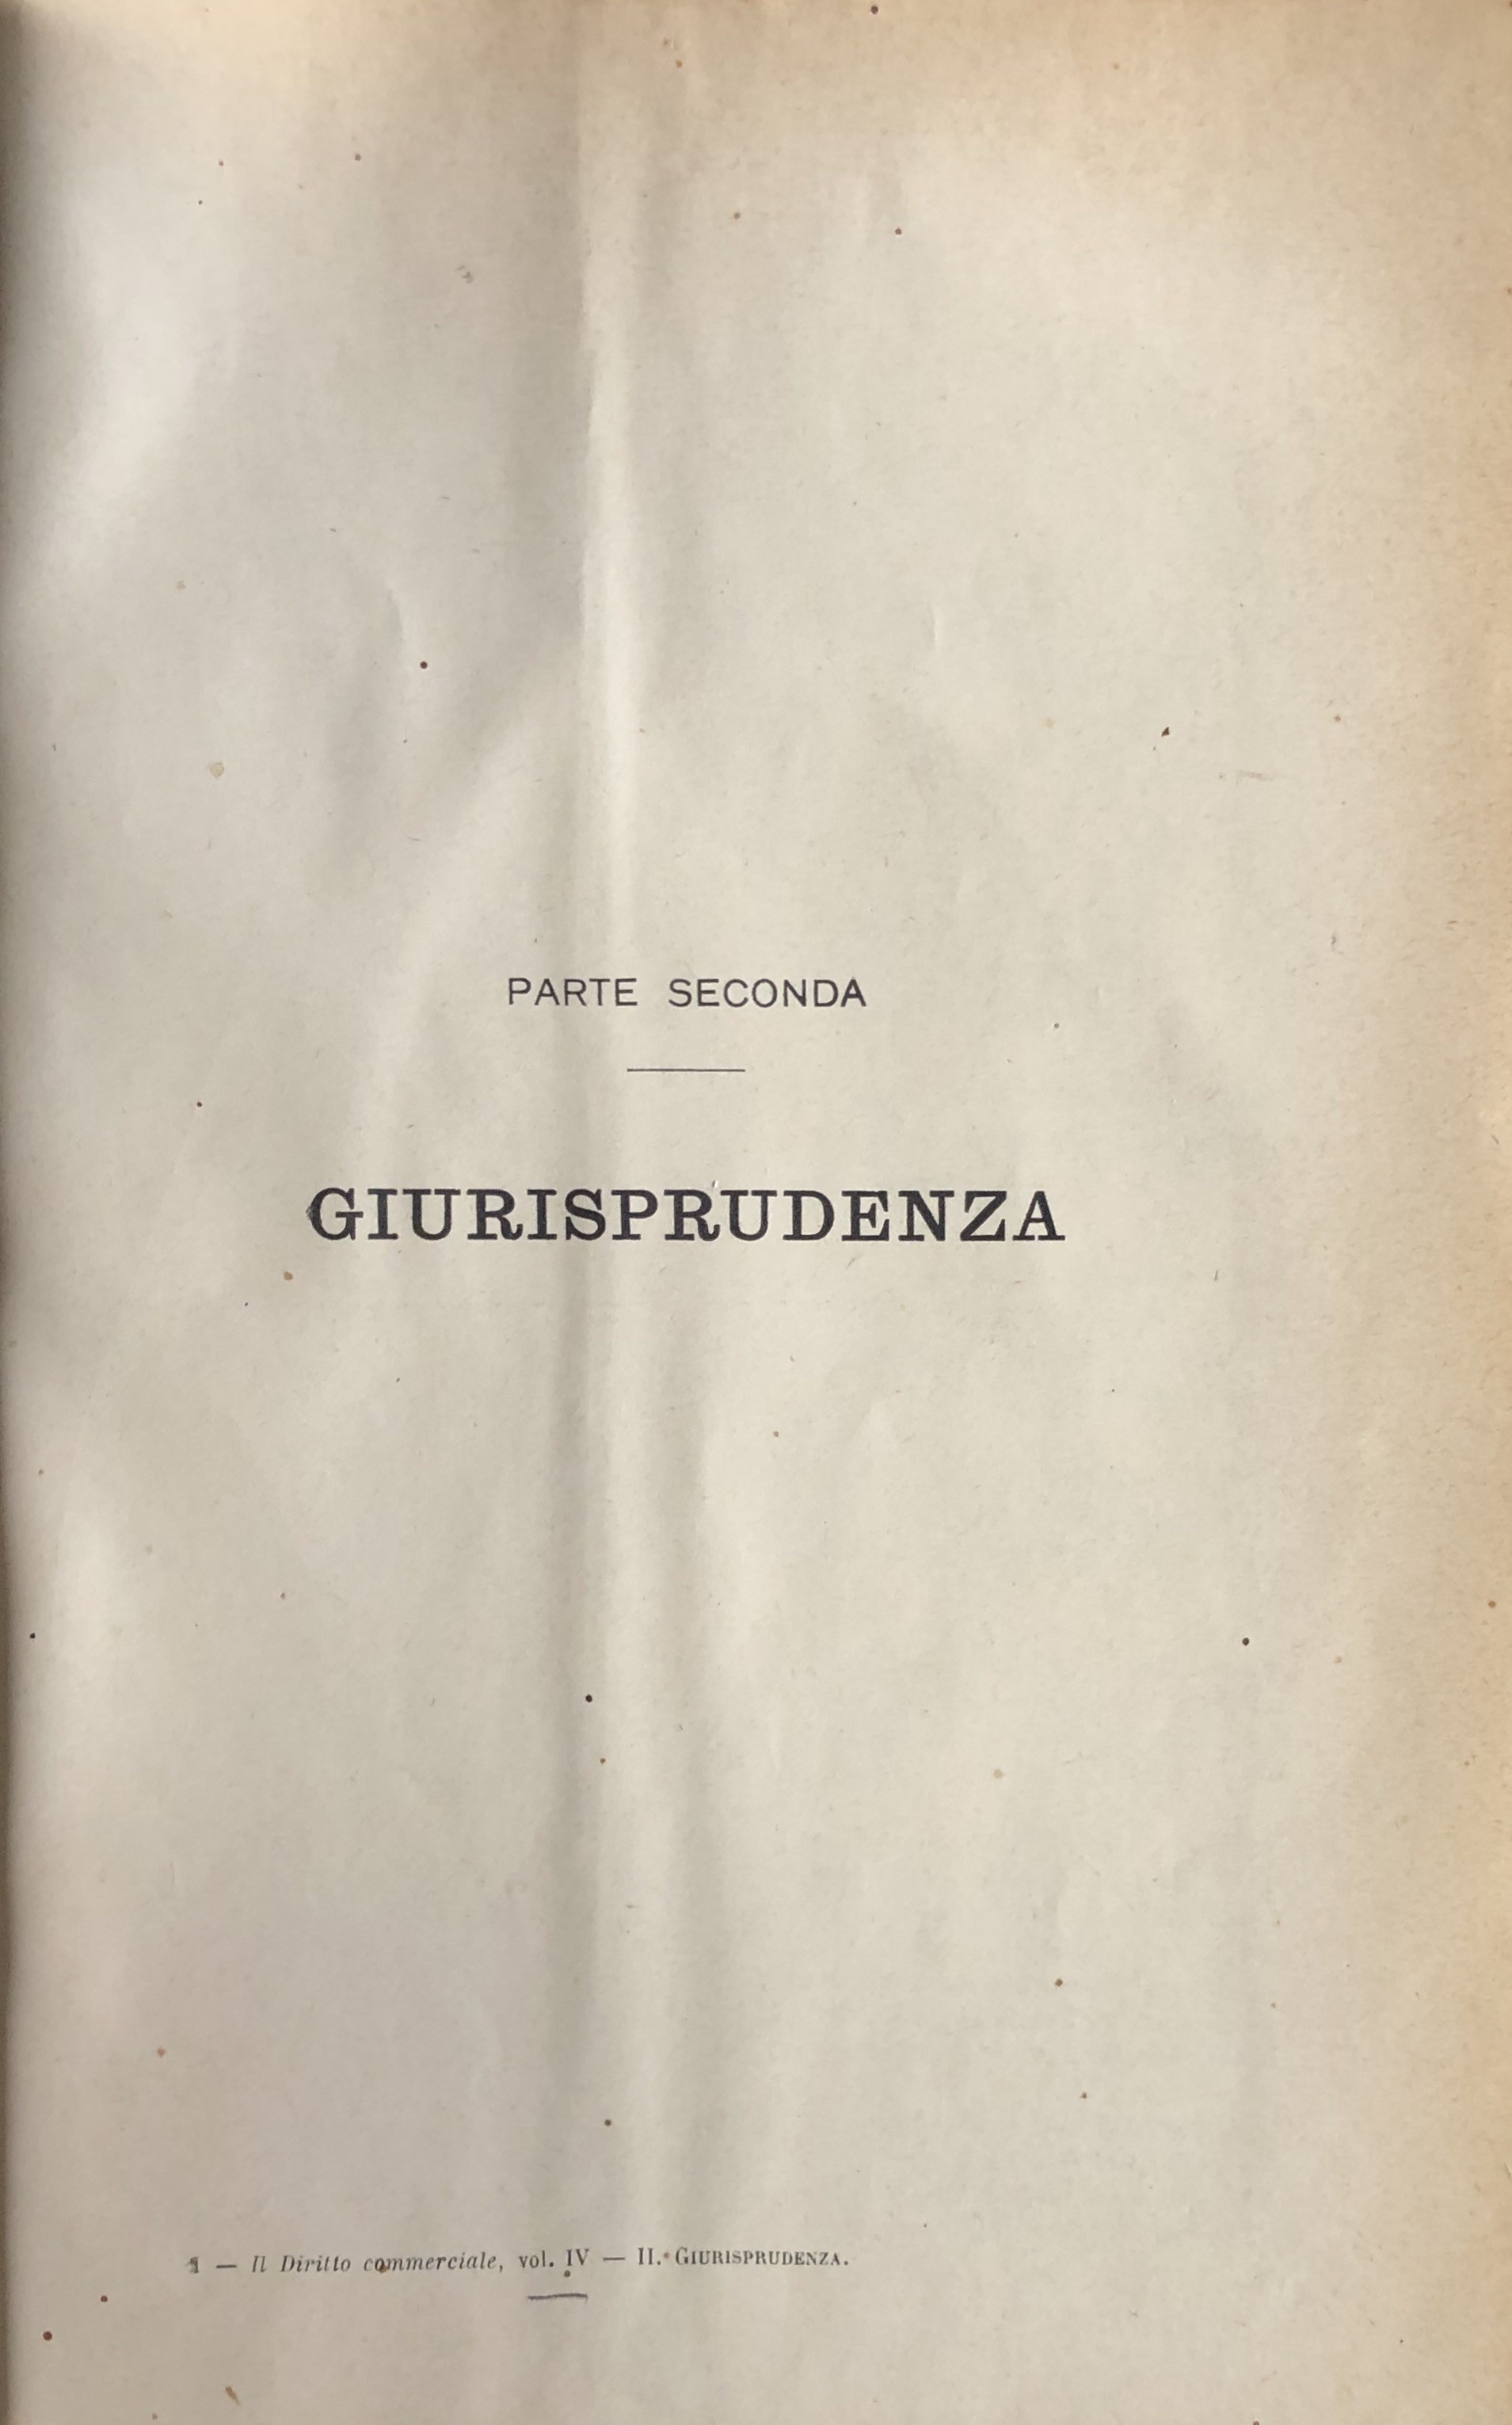 PARTE SECONDA
GIURISPRUDENZA
1 — Il Diritto commerciale, vol. IV — II.ª GIURISPRUDENZA.